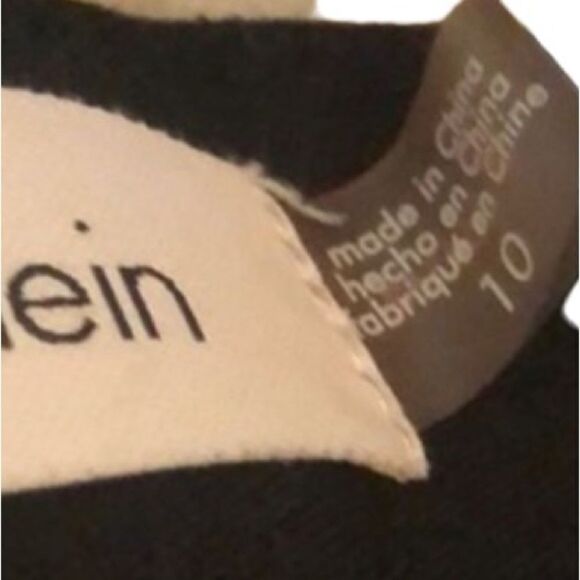 lein
made in China
hecho en China
fabriqué en Chine
10